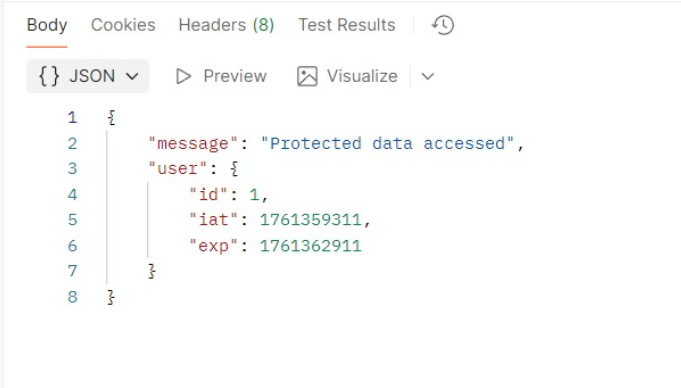 Body Cookies Headers (8) Test Results
{} JSON Preview Visualize
1 {
2 "message": "Protected data accessed",
3 "user": {
4 "id": 1,
5 "iat": 1761359311,
6 "exp": 1761362911
7 }
8 }